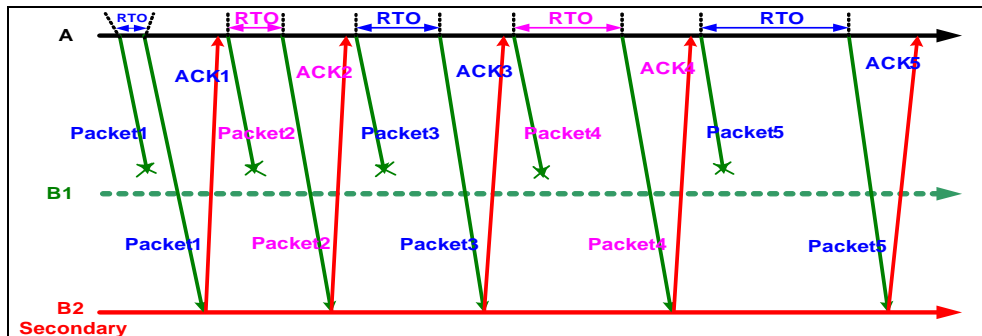 RTO RTO RTO RTO RTO
A
ACK1 ACK2 ACK3 ACK4 ACK5
Packet1 Packet2 Packet3 Packet4 Packet5
B1
Packet1 Packet2 Packet3 Packet4 Packet5
B2
Secondary